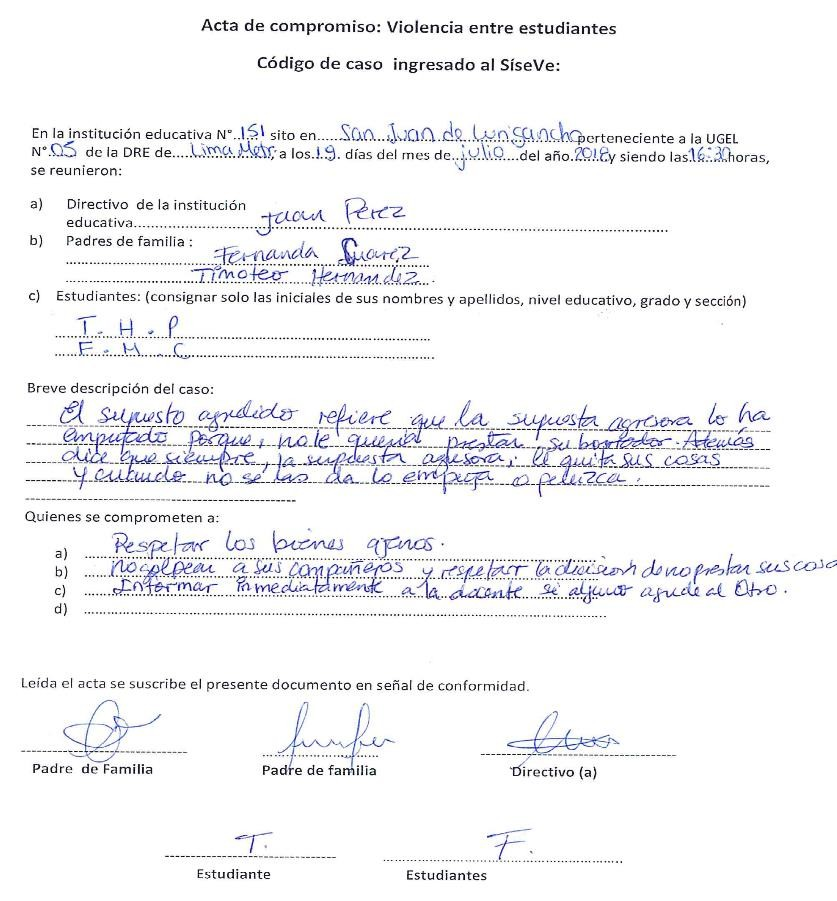 Acta de compromiso: Violencia entre estudiantes
Código de caso ingresado al SíseVe:
En la institución educativa N° 151 sito en San Juan de Lurigancho perteneciente a la UGEL
N° 05 de la DRE de Lima Metr. a los 19 días del mes de julio del año 2018 y siendo las 16:30 horas,
se reunieron:
a) Directivo de la institución
educativa Juan Perez
b) Padres de familia :
Fernanda Suarez
Timoteo Hernandez
c) Estudiantes: (consignar solo las iniciales de sus nombres y apellidos, nivel educativo, grado y sección)
T. H. P
F. M. C
Breve descripción del caso:
El supuesto agredido refiere que la supuesta agresora lo ha
empujado porque, no le quería prestar su borrador. Además
dice que siempre, la supuesta agresora, le quita sus cosas
y cuando no se las da lo empuja o pellizca.
Quienes se comprometen a:
a) Respetar los bienes ajenos.
b) no golpear a sus compañeros y respetar la decisión de no prestar sus cosa
c) Informar inmediatamente a la docente si alguno agrede al Otro.
d)
Leída el acta se suscribe el presente documento en señal de conformidad.
Padre de Familia Padre de familia Directivo (a)
T. F.
Estudiante Estudiantes